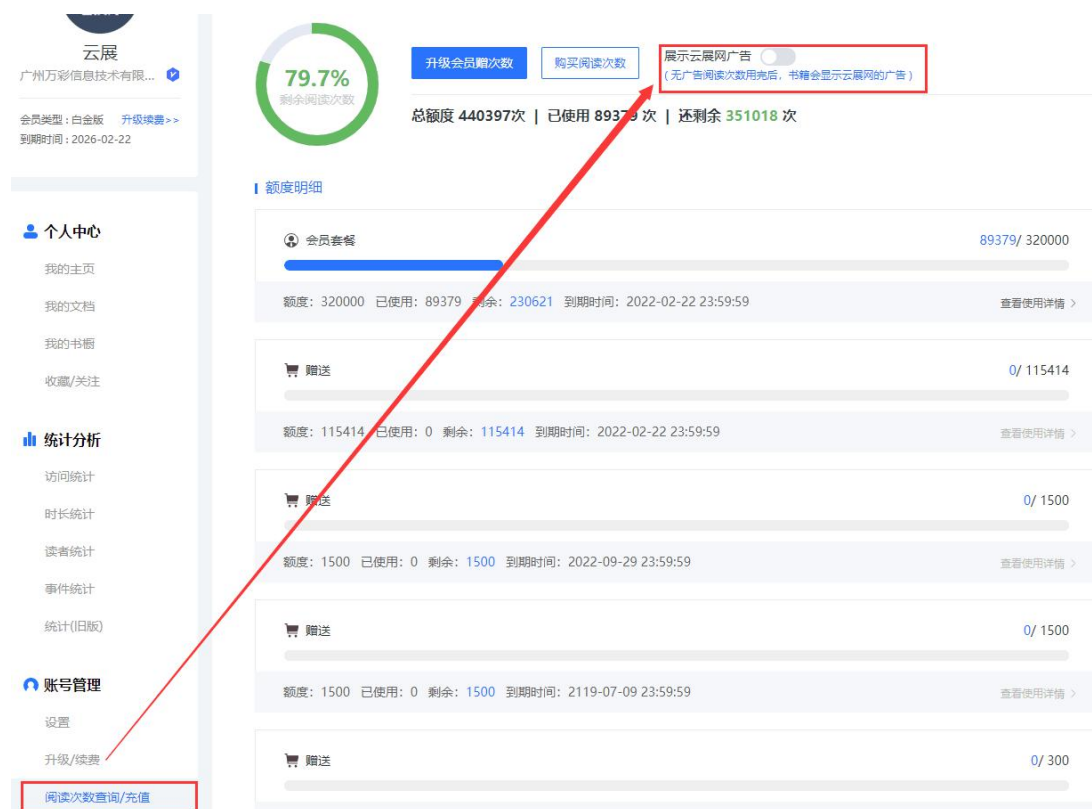 云展
广州万彩信息技术有限...
会员类型：白金版 升级续费>>
到期时间：2026-02-22
个人中心
我的主页
我的文档
我的书橱
收藏/关注
统计分析
访问统计
时长统计
读者统计
事件统计
统计(旧版)
账号管理
设置
升级/续费
阅读次数查询/充值
79.7%
剩余阅读次数
升级会员赠次数 购买阅读次数
展示云展网广告
(无广告阅读次数用完后，书籍会显示云展网的广告)
总额度 440397次 | 已使用 89379 次 | 还剩余 351018 次
额度明细
会员套餐 89379/ 320000
额度：320000 已使用：89379 剩余：230621 到期时间：2022-02-22 23:59:59 查看使用详情 >
赠送 0/ 115414
额度：115414 已使用：0 剩余：115414 到期时间：2022-02-22 23:59:59 查看使用详情 >
赠送 0/ 1500
额度：1500 已使用：0 剩余：1500 到期时间：2022-09-29 23:59:59 查看使用详情 >
赠送 0/ 1500
额度：1500 已使用：0 剩余：1500 到期时间：2119-07-09 23:59:59 查看使用详情 >
赠送 0/ 300